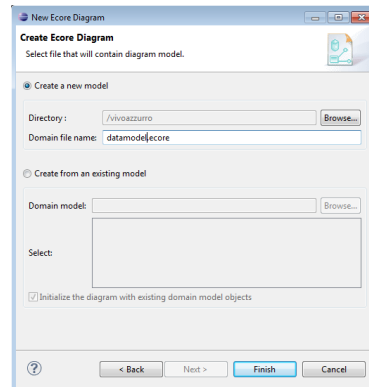 New Ecore Diagram
Create Ecore Diagram
Select file that will contain diagram model.
Create a new model
Directory : /vivoazzurro Browse...
Domain file name: datamodel.ecore
Create from an existing model
Domain model: Browse...
Select:
Initialize the diagram with existing domain model objects
? < Back Next > Finish Cancel